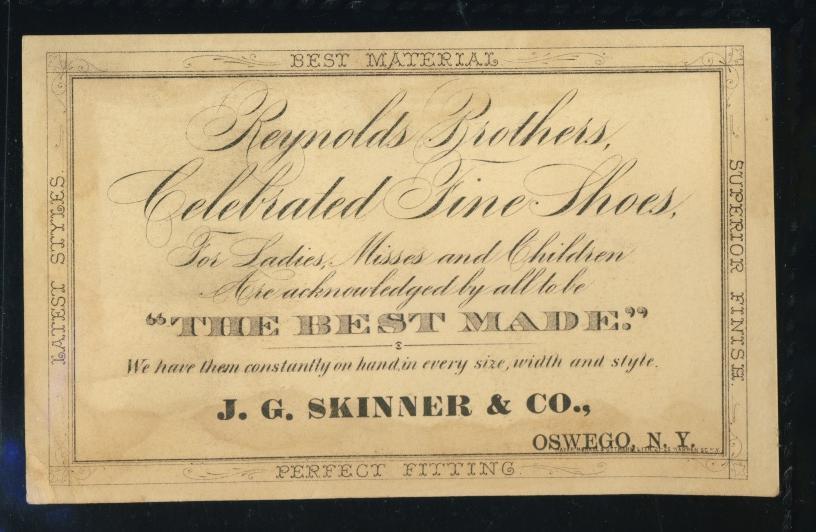 BEST MATERIAL
LATEST STYLES.
Reynolds Brothers,
Celebrated Fine Shoes,
For Ladies, Misses and Children
Are acknowledged by all to be
"THE BEST MADE."
We have them constantly on hand, in every size, width and style.
J. G. SKINNER & CO.,
OSWEGO, N. Y.
SUPERIOR FINISH.
PERFECT FITTING.